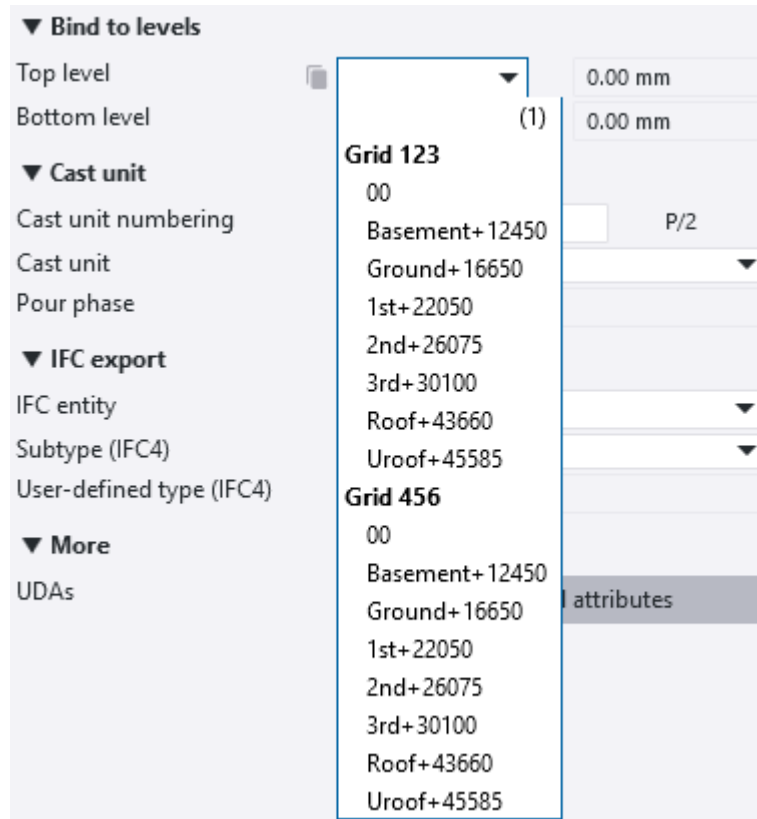 ▼ Bind to levels
Top level 0.00 mm
Bottom level (1) 0.00 mm
Grid 123
▼ Cast unit
00
Cast unit numbering Basement+12450 P/2
Cast unit Ground+16650
Pour phase 1st+22050
2nd+26075
▼ IFC export
3rd+30100
IFC entity Roof+43660
Subtype (IFC4) Uroof+45585
User-defined type (IFC4) Grid 456
00
▼ More
Basement+12450
UDAs Ground+16650 attributes
1st+22050
2nd+26075
3rd+30100
Roof+43660
Uroof+45585